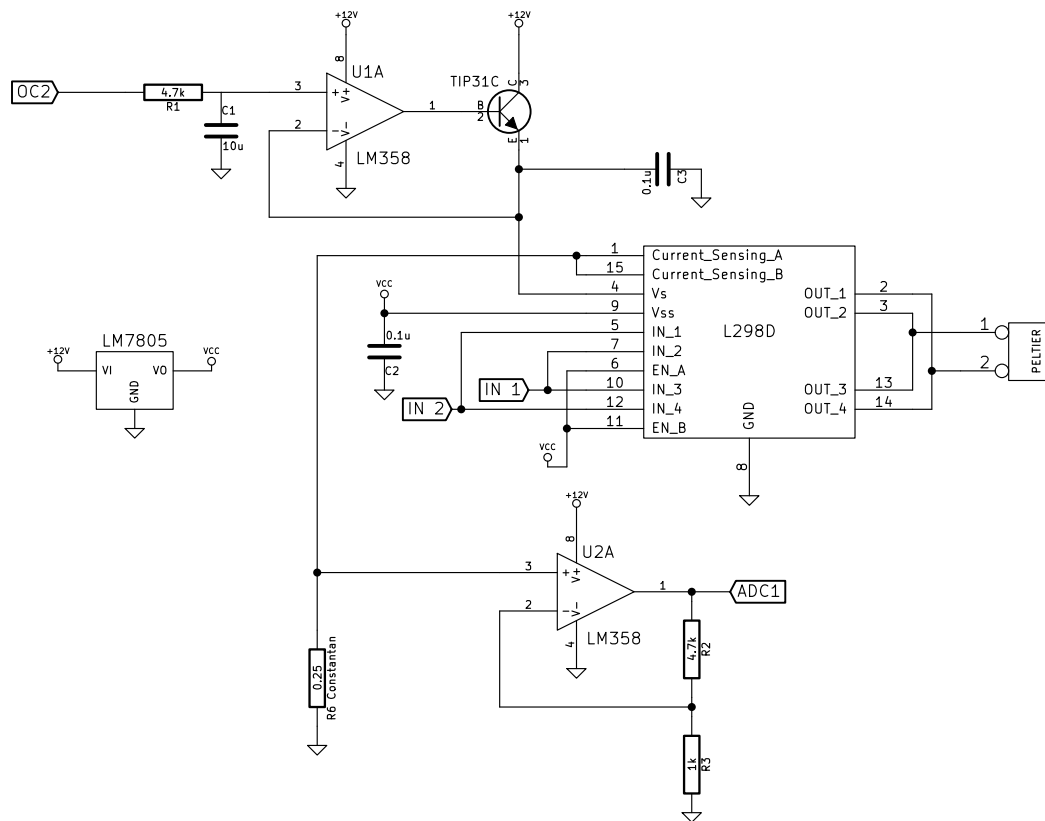 +12V
+12V
8
U1A
TIP31C
C
3
OC2
4.7k
R1
3
+
V+
1
B
2
C1
10u
2
−
V-
E
1
4
LM358
0.1u
C3
1
Current_Sensing_A
15
Current_Sensing_B
4
Vs
OUT_1
2
VCC
9
Vss
OUT_2
3
0.1u
C2
5
IN_1
L298D
1
7
IN_2
6
EN_A
2
PELTIER
LM7805
+12V
VI
VO
VCC
GND
IN 1
10
IN_3
OUT_3
13
IN 2
12
IN_4
OUT_4
14
11
EN_B
GND
VCC
8
+12V
8
U2A
3
+
V+
1
ADC1
2
−
V-
4
LM358
4.7k
R2
0.25
R6 Constantan
1k
R3